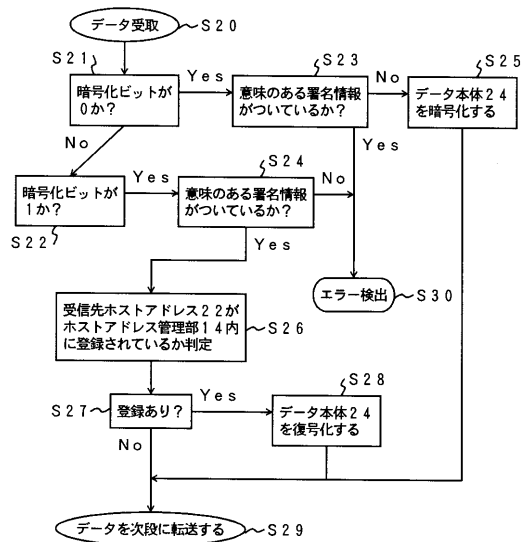 データ受取
S20
S21
暗号化ビットが
0か?
Yes
No
S23
意味のある署名情報
がついているか?
No
Yes
S25
データ本体24
を暗号化する
暗号化ビットが
1か?
S22
Yes
S24
意味のある署名情報
がついているか?
No
Yes
エラー検出
S30
受信先ホストアドレス22が
ホストアドレス管理部14内
に登録されているか判定
S26
S27
登録あり?
Yes
No
S28
データ本体24
を復号化する
データを次段に転送する
S29